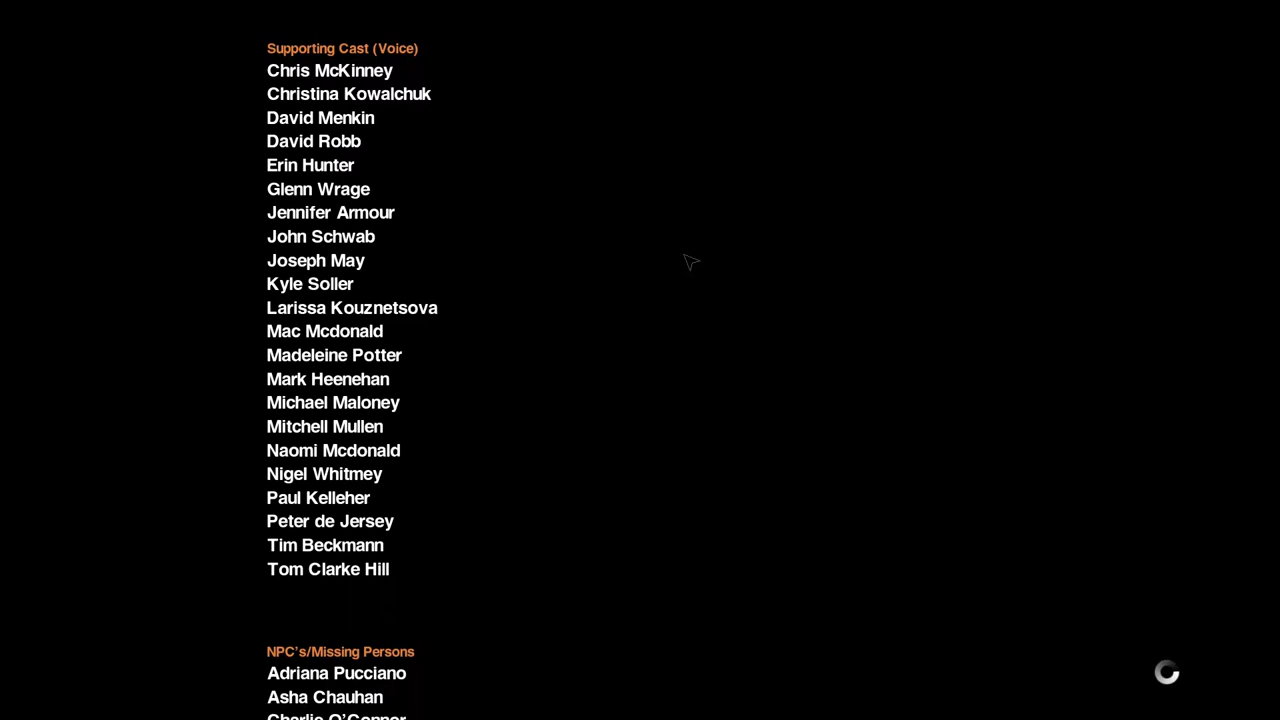 Supporting Cast (Voice)
Chris McKinney
Christina Kowalchuk
David Menkin
David Robb
Erin Hunter
Glenn Wrage
Jennifer Armour
John Schwab
Joseph May
Kyle Soller
Larissa Kouznetsova
Mac Mcdonald
Madeleine Potter
Mark Heenehan
Michael Maloney
Mitchell Mullen
Naomi Mcdonald
Nigel Whitmey
Paul Kelleher
Peter de Jersey
Tim Beckmann
Tom Clarke Hill
NPC's/Missing Persons
Adriana Pucciano
Asha Chauhan
Charlie O'Connor